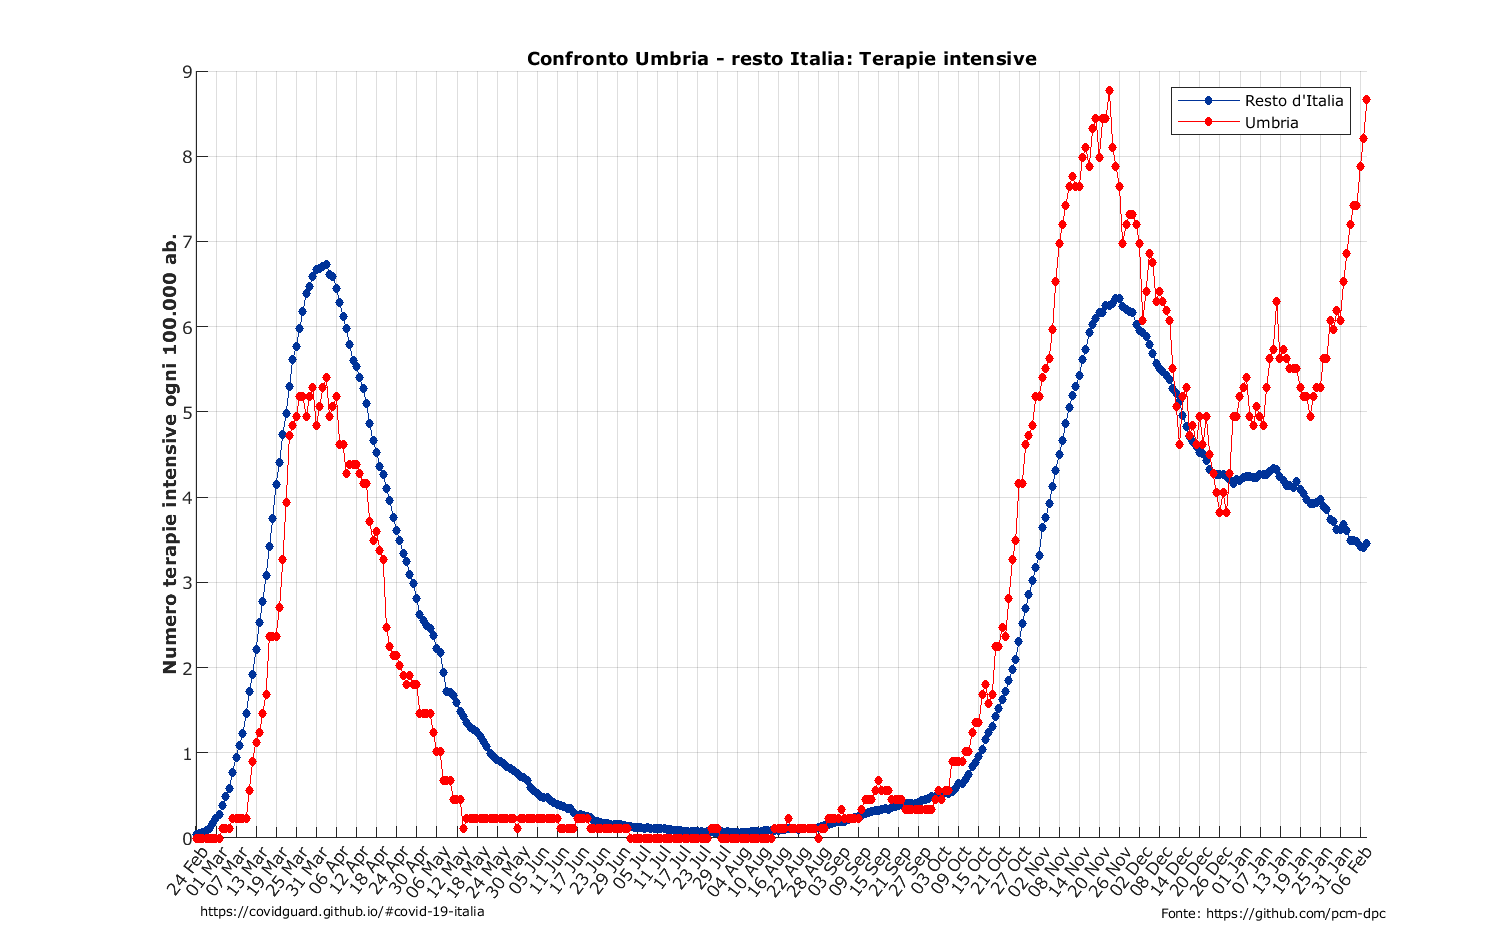 Confronto Umbria - resto Italia: Terapie intensive
Resto d'Italia
Umbria
Numero terapie intensive ogni 100.000 ab.
9
8
7
6
5
4
3
2
1
0
24 Feb
01 Mar
07 Mar
13 Mar
19 Mar
25 Mar
31 Mar
06 Apr
12 Apr
18 Apr
24 Apr
30 Apr
06 May
12 May
18 May
24 May
30 May
05 Jun
11 Jun
17 Jun
23 Jun
29 Jun
05 Jul
11 Jul
17 Jul
23 Jul
29 Jul
04 Aug
10 Aug
16 Aug
22 Aug
28 Aug
03 Sep
09 Sep
15 Sep
21 Sep
27 Sep
03 Oct
09 Oct
15 Oct
21 Oct
27 Oct
02 Nov
08 Nov
14 Nov
20 Nov
26 Nov
02 Dec
08 Dec
14 Dec
20 Dec
26 Dec
01 Jan
07 Jan
13 Jan
19 Jan
25 Jan
31 Jan
06 Feb
https://covidguard.github.io/#covid-19-italia
Fonte: https://github.com/pcm-dpc